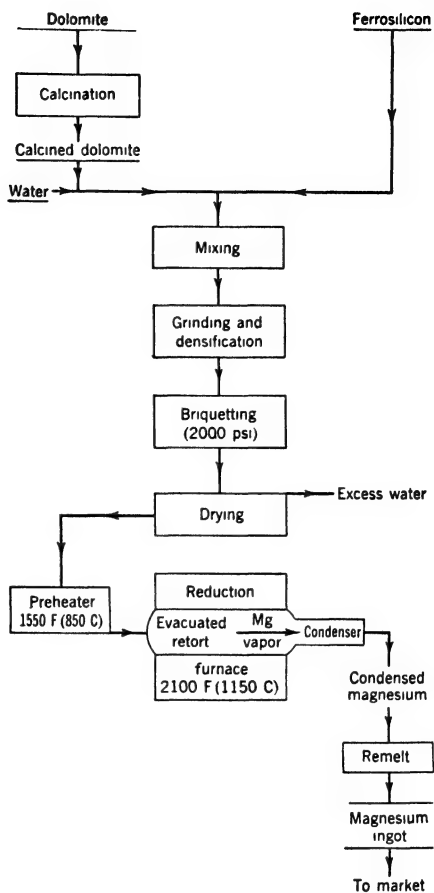 Dolomite
Ferrosilicon
Calcination
Calcined dolomite
Water
Mixing
Grinding and
densification
Briquetting
(2000 psi)
Excess water
Drying
Preheater
1550 F (850 C)
Reduction
Evacuated
retort
Mg
vapor
Condenser
furnace
2100 F (1150 C)
Condensed
magnesium
Remelt
Magnesium
ingot
To market